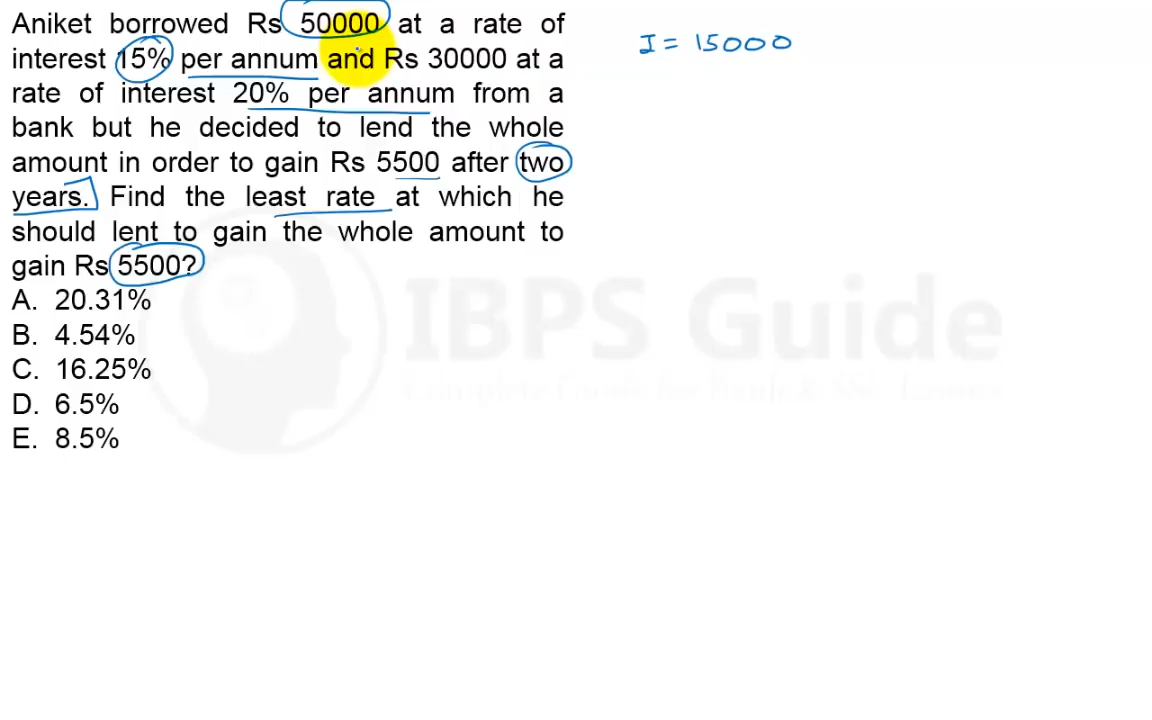 Aniket borrowed Rs 50000 at a rate of
interest 15% per annum and Rs 30000 at a
rate of interest 20% per annum from a
bank but he decided to lend the whole
amount in order to gain Rs 5500 after two
years. Find the least rate at which he
should lent to gain the whole amount to
gain Rs 5500?
A. 20.31%
B. 4.54%
C. 16.25%
D. 6.5%
E. 8.5%
I = 15000
IBPS Guide